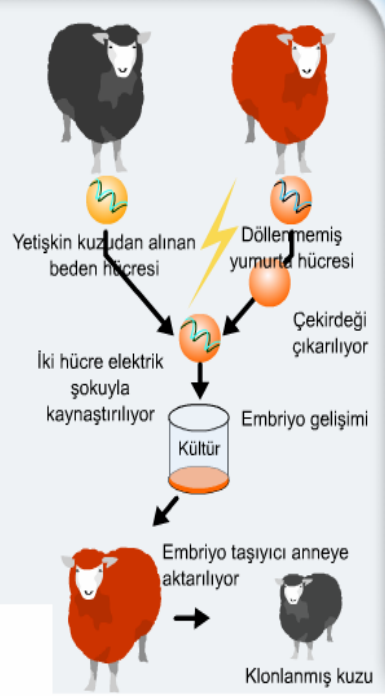 Yetişkin kuzudan alınan
beden hücresi
Döllenmemiş
yumurta hücresi
Çekirdeği
çıkarılıyor
İki hücre elektrik
şokuyla
kaynaştırılıyor
Kültür
Embriyo gelişimi
Embriyo taşıyıcı anneye
aktarılıyor
Klonlanmış kuzu